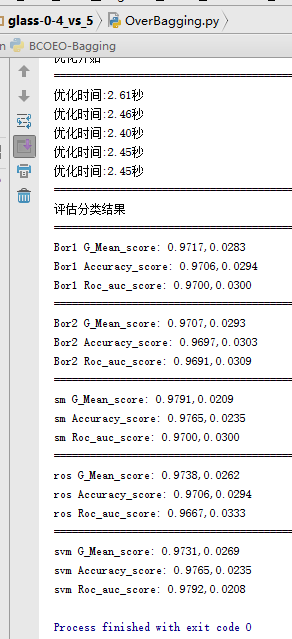 glass-0-4_vs_5 OverBagging.py
BCOEO-Bagging
优化开始
优化时间:2.61秒
优化时间:2.46秒
优化时间:2.40秒
优化时间:2.45秒
优化时间:2.45秒
评估分类结果
Bor1 G_Mean_score: 0.9717,0.0283
Bor1 Accuracy_score: 0.9706,0.0294
Bor1 Roc_auc_score: 0.9700,0.0300
Bor2 G_Mean_score: 0.9707,0.0293
Bor2 Accuracy_score: 0.9697,0.0303
Bor2 Roc_auc_score: 0.9691,0.0309
sm G_Mean_score: 0.9791,0.0209
sm Accuracy_score: 0.9765,0.0235
sm Roc_auc_score: 0.9700,0.0300
ros G_Mean_score: 0.9738,0.0262
ros Accuracy_score: 0.9706,0.0294
ros Roc_auc_score: 0.9667,0.0333
svm G_Mean_score: 0.9731,0.0269
svm Accuracy_score: 0.9765,0.0235
svm Roc_auc_score: 0.9792,0.0208
Process finished with exit code 0